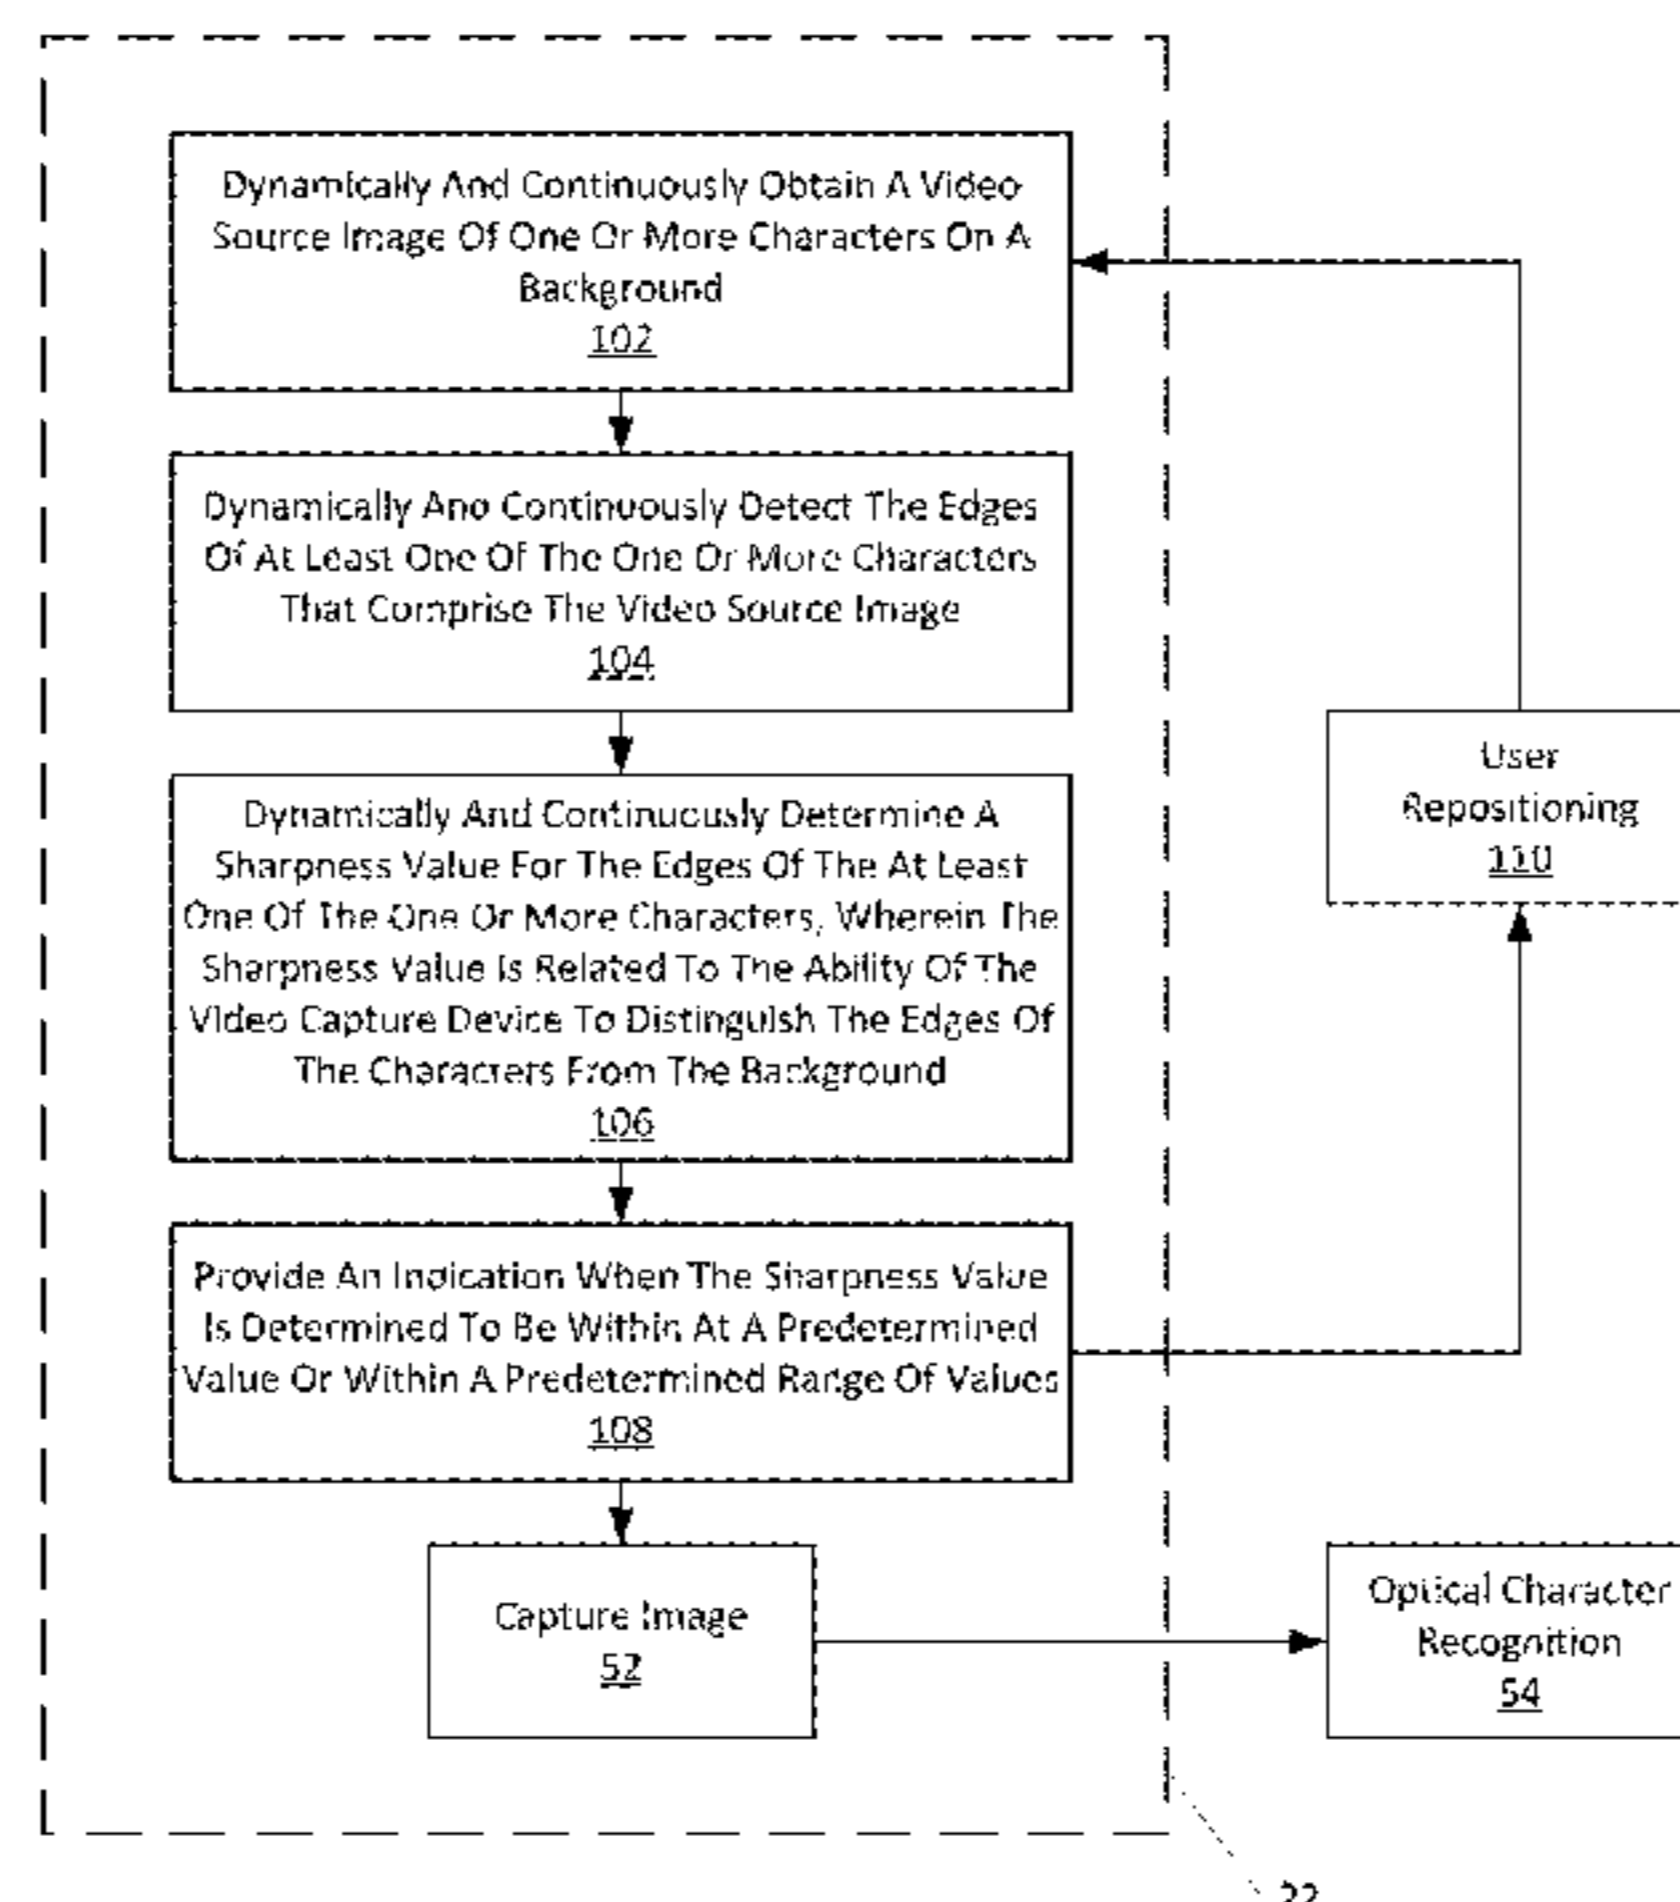 Dynamically And Continuously Obtain A Video
Source Image Of One Or More Characters On A
Background
102
Dynamically And Continuously Detect The Edges
Of At Least One Of The One Or More Characters
That Comprise The Video Source Image
104
Dynamically And Continuously Determine A
Sharpness Value For The Edges Of The At Least
One Of The One Or More Characters, Wherein The
Sharpness Value Is Related To The Ability Of The
Video Capture Device To Distinguish The Edges Of
The Characters From The Background
106
Provide An Indication When The Sharpness Value
Is Determined To Be Within At A Predetermined
Value Or Within A Predetermined Range Of Values
108
Capture Image
52
User
Repositioning
110
Optical Character
Recognition
54